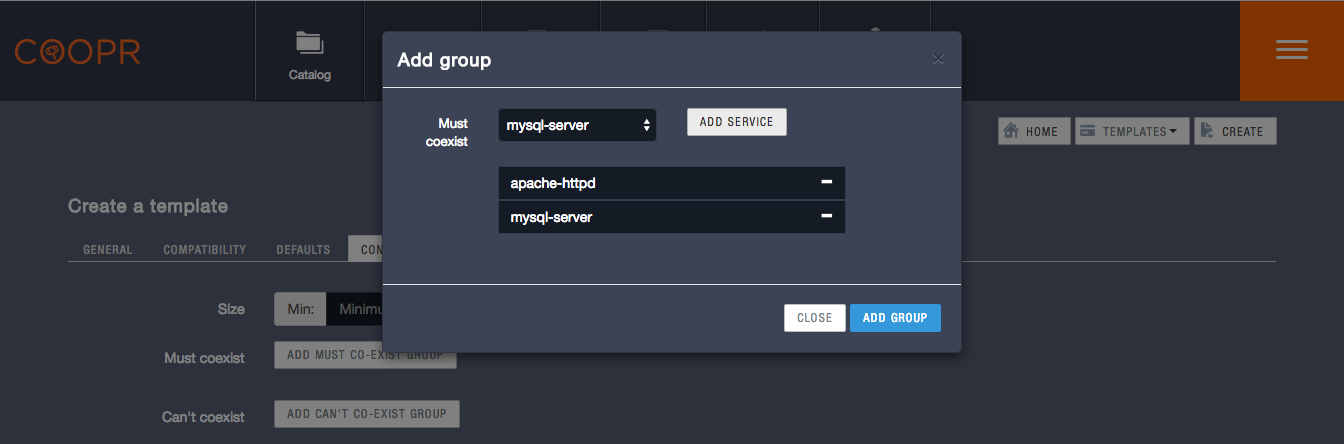 COOPR
Catalog
Add group
×
Must coexist
mysql-server
ADD SERVICE
apache-httpd
mysql-server
CLOSE
ADD GROUP
HOME
TEMPLATES
CREATE
Create a template
GENERAL
COMPATIBILITY
DEFAULTS
CON
Size
Min:
Minimu
Must coexist
ADD MUST CO-EXIST GROUP
Can't coexist
ADD CAN'T CO-EXIST GROUP